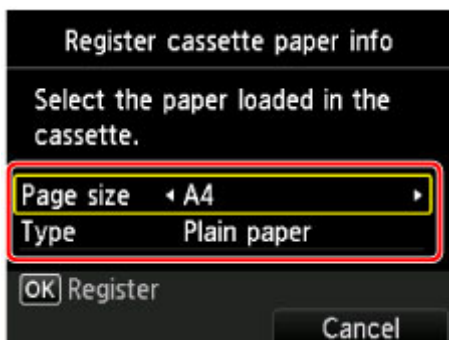 Register cassette paper info
Select the paper loaded in the
cassette.
Page size A4
Type Plain paper
OK Register
Cancel